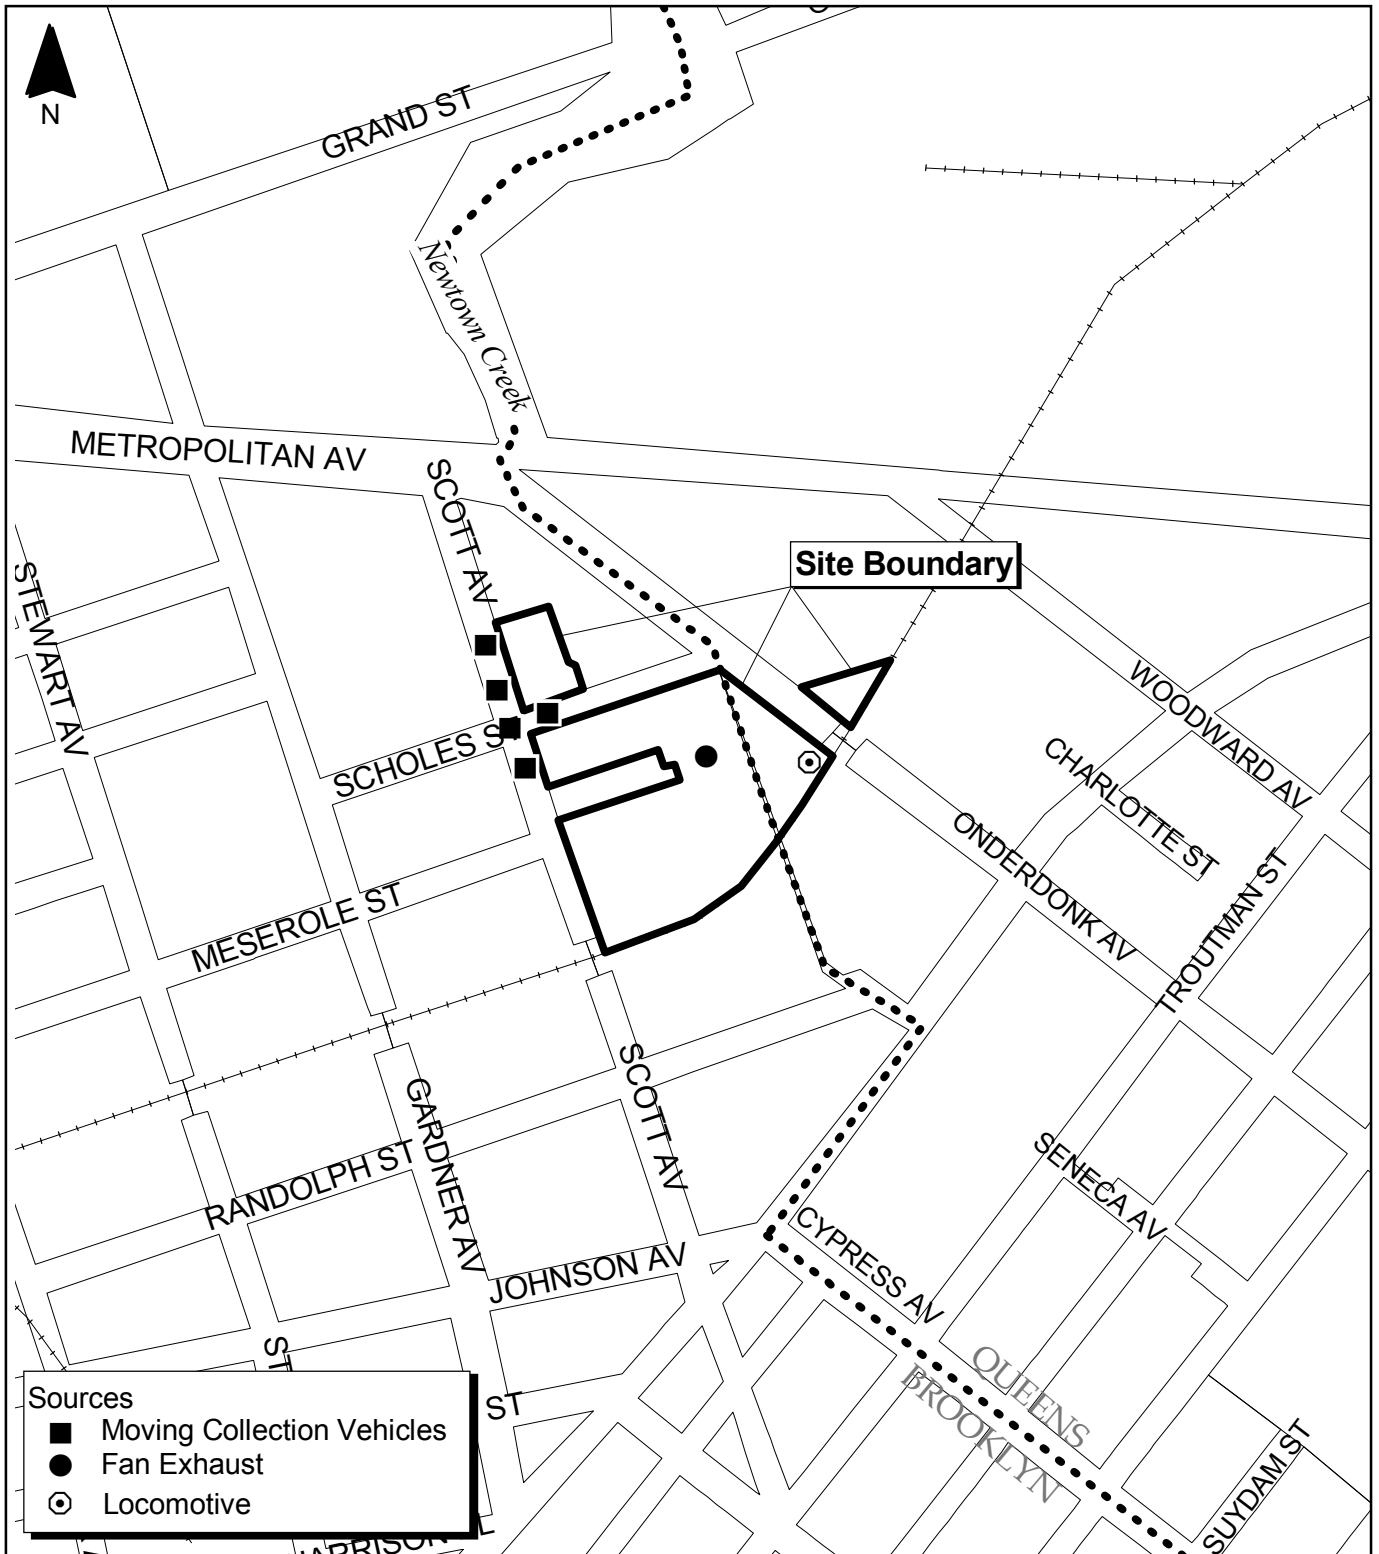 N
GRAND ST
Newtown Creek
METROPOLITAN AV
SCOTT AV
Site Boundary
STEWART AV
WOODWARD AV
SCHOLES ST
CHARLOTTE ST
ONDERDONK AV
TROUTMAN ST
MESEROLE ST
SCOTT AV
GARDNER AV
RANDOLPH ST
SENECA AV
CYPRESS AV
JOHNSON AV
QUEENS
BROOKLYN
ST
ST
SUYDAM ST
Sources
Moving Collection Vehicles
Fan Exhaust
Locomotive